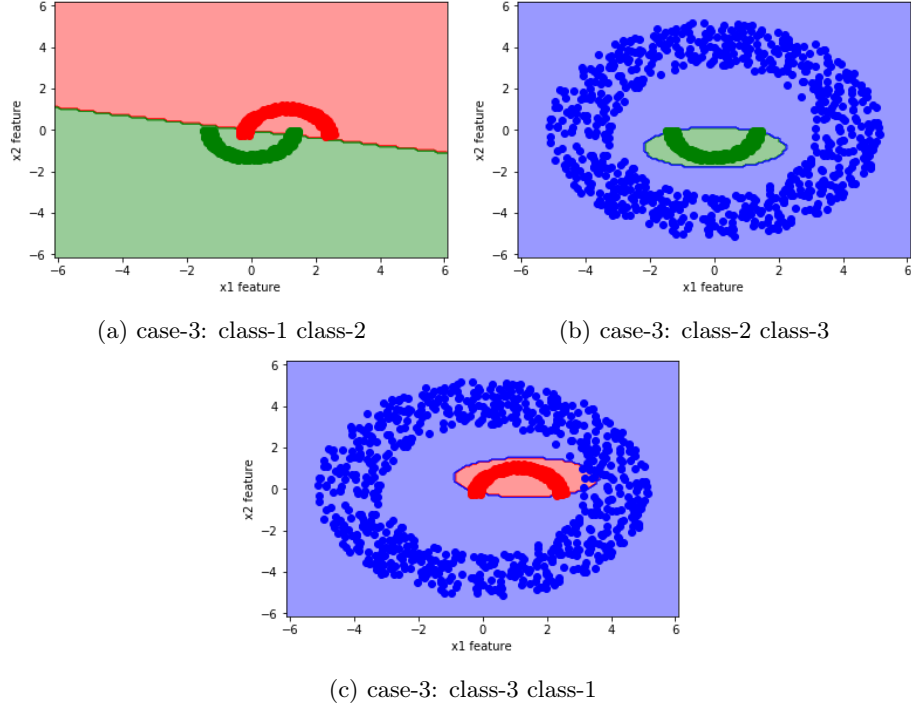 6
4
2
0
−2
−4
−6
x2 feature
−6 −4 −2 0 2 4 6
x1 feature
(a) case-3: class-1 class-2
6
4
2
0
−2
−4
−6
x2 feature
−6 −4 −2 0 2 4 6
x1 feature
(b) case-3: class-2 class-3
6
4
2
0
−2
−4
−6
x2 feature
−6 −4 −2 0 2 4 6
x1 feature
(c) case-3: class-3 class-1